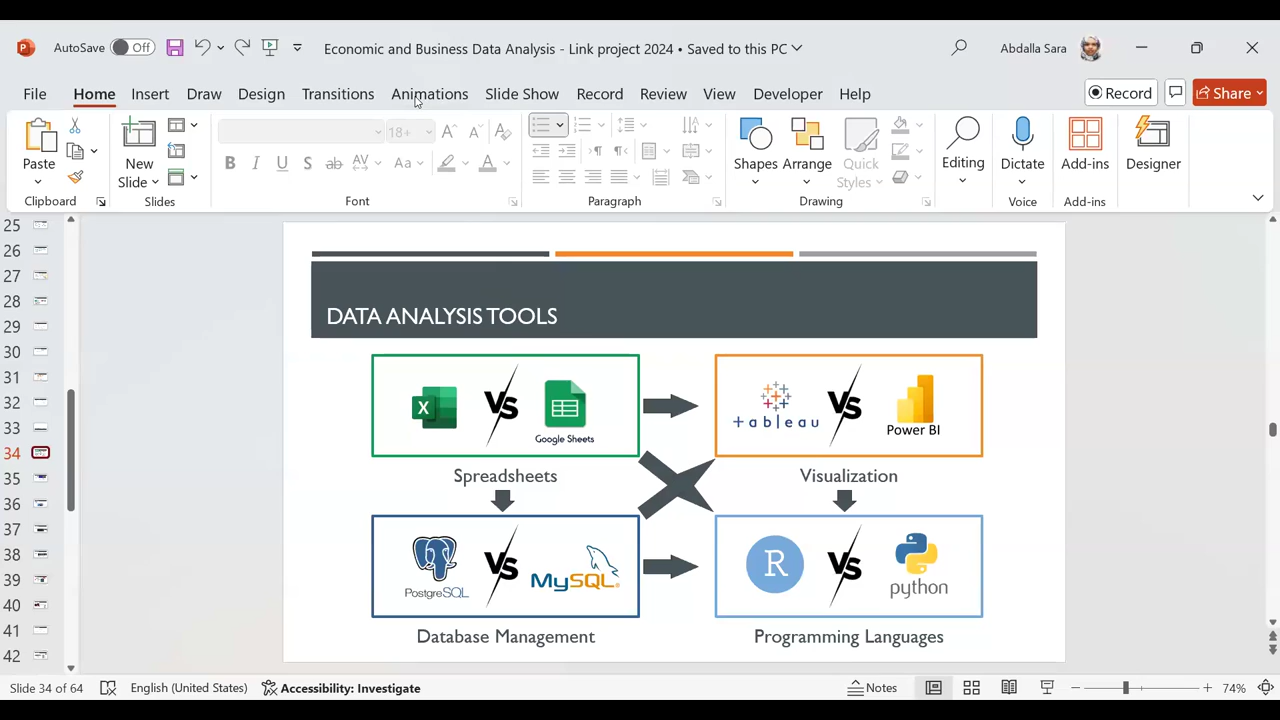 AutoSave Off Economic and Business Data Analysis - Link project 2024 • Saved to this PC Abdalla Sara
File Home Insert Draw Design Transitions Animations Slide Show Record Review View Developer Help Record Share
Paste New Slide 18+ B I U S ab AV Aa A Shapes Arrange Quick Styles Editing Dictate Add-ins Designer
Clipboard Slides Font Paragraph Drawing Voice Add-ins
25
26
27
28
29
30
31
32
33
34
35
36
37
38
39
40
41
42
DATA ANALYSIS TOOLS
X VS Google Sheets
+ableau VS Power BI
Spreadsheets
Visualization
PostgreSQL VS MySQL
R VS python
Database Management
Programming Languages
Slide 34 of 64 English (United States) Accessibility: Investigate Notes 74%